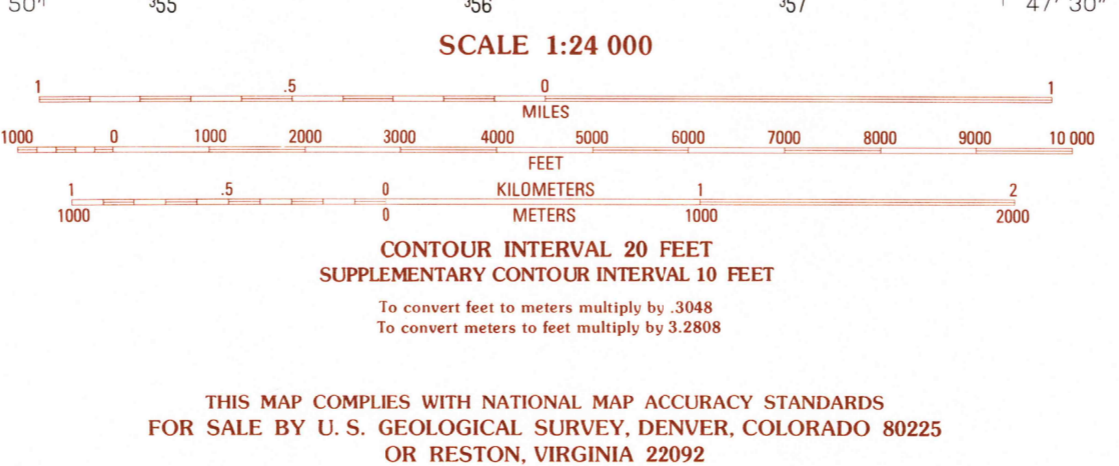 50' ³55 ³56 ³57 47' 30"
SCALE 1:24 000
1 .5 0 1
MILES
1000 0 1000 2000 3000 4000 5000 6000 7000 8000 9000 10 000
FEET
1 .5 0 KILOMETERS 1 2
1000 0 METERS 1000 2000
CONTOUR INTERVAL 20 FEET
SUPPLEMENTARY CONTOUR INTERVAL 10 FEET
To convert feet to meters multiply by .3048
To convert meters to feet multiply by 3.2808
THIS MAP COMPLIES WITH NATIONAL MAP ACCURACY STANDARDS
FOR SALE BY U. S. GEOLOGICAL SURVEY, DENVER, COLORADO 80225
OR RESTON, VIRGINIA 22092